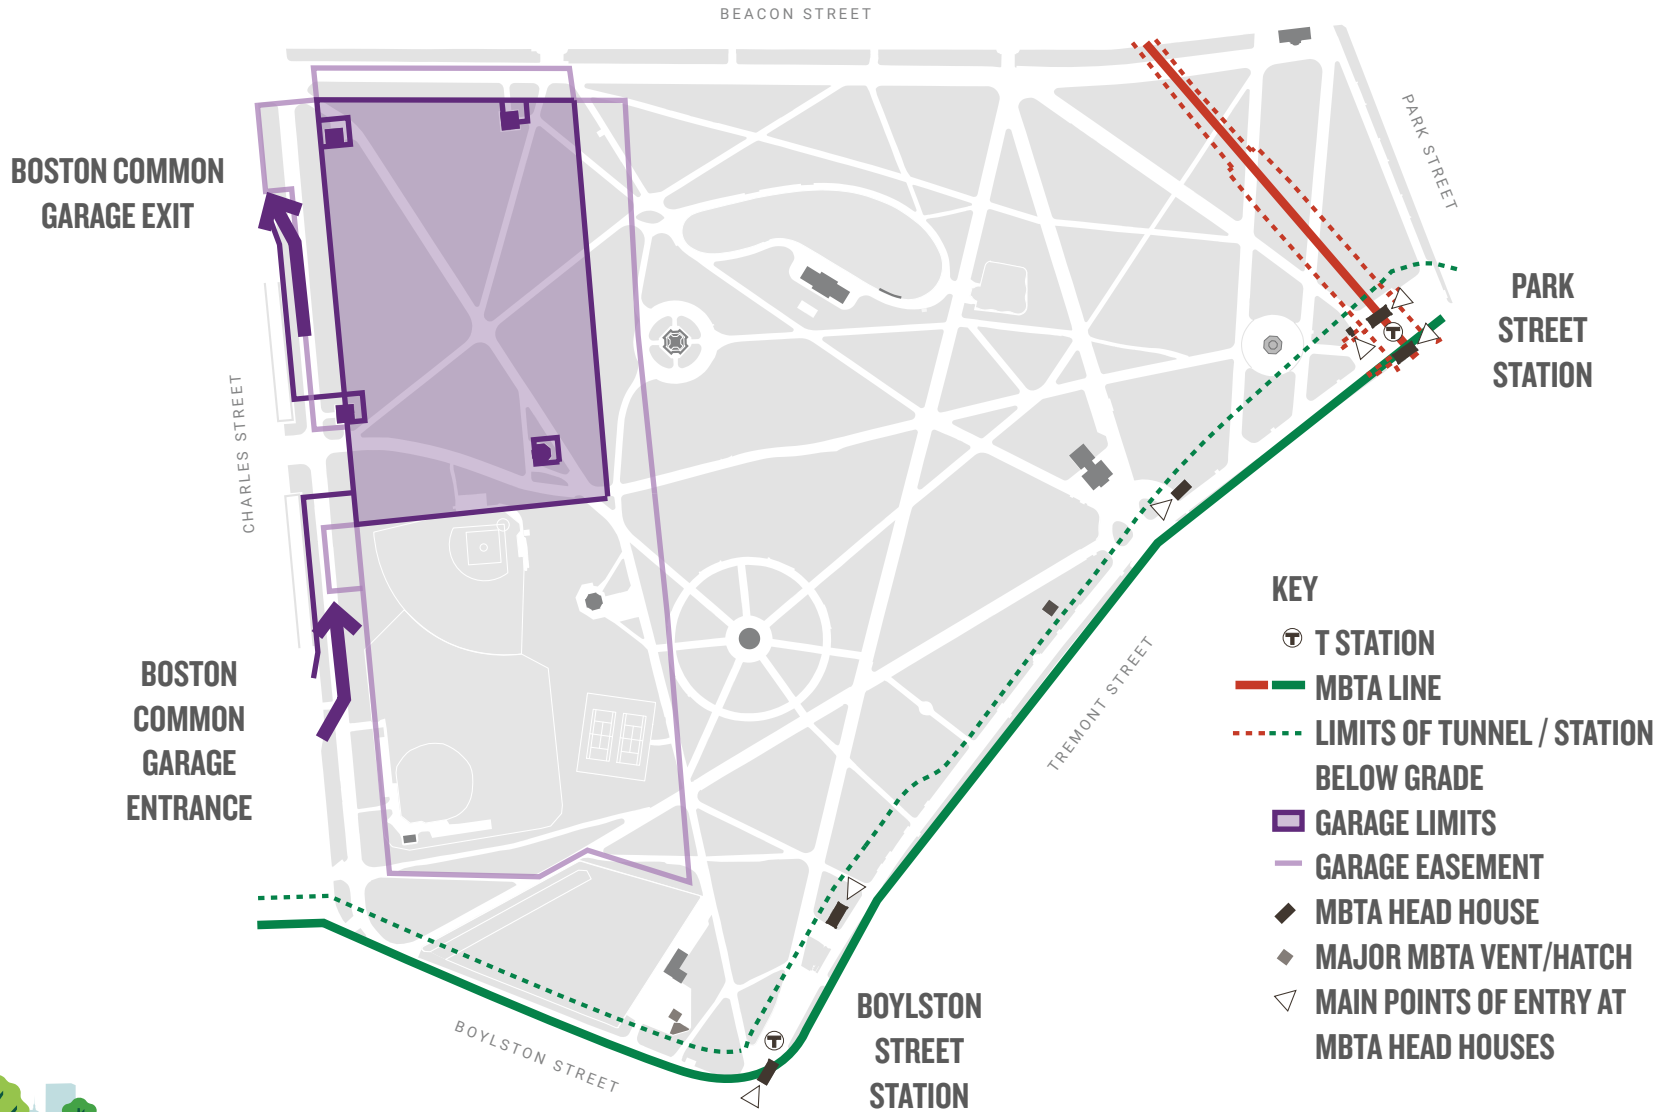 BEACON STREET
PARK STREET
BOSTON COMMON
GARAGE EXIT
PARK
STREET
STATION
T
CHARLES STREET
BOSTON
COMMON
GARAGE
ENTRANCE
TREMONT STREET
KEY
T T STATION
MBTA LINE
LIMITS OF TUNNEL / STATION
BELOW GRADE
GARAGE LIMITS
GARAGE EASEMENT
MBTA HEAD HOUSE
MAJOR MBTA VENT/HATCH
MAIN POINTS OF ENTRY AT
MBTA HEAD HOUSES
BOYLSTON
STREET
STATION
T
BOYLSTON STREET